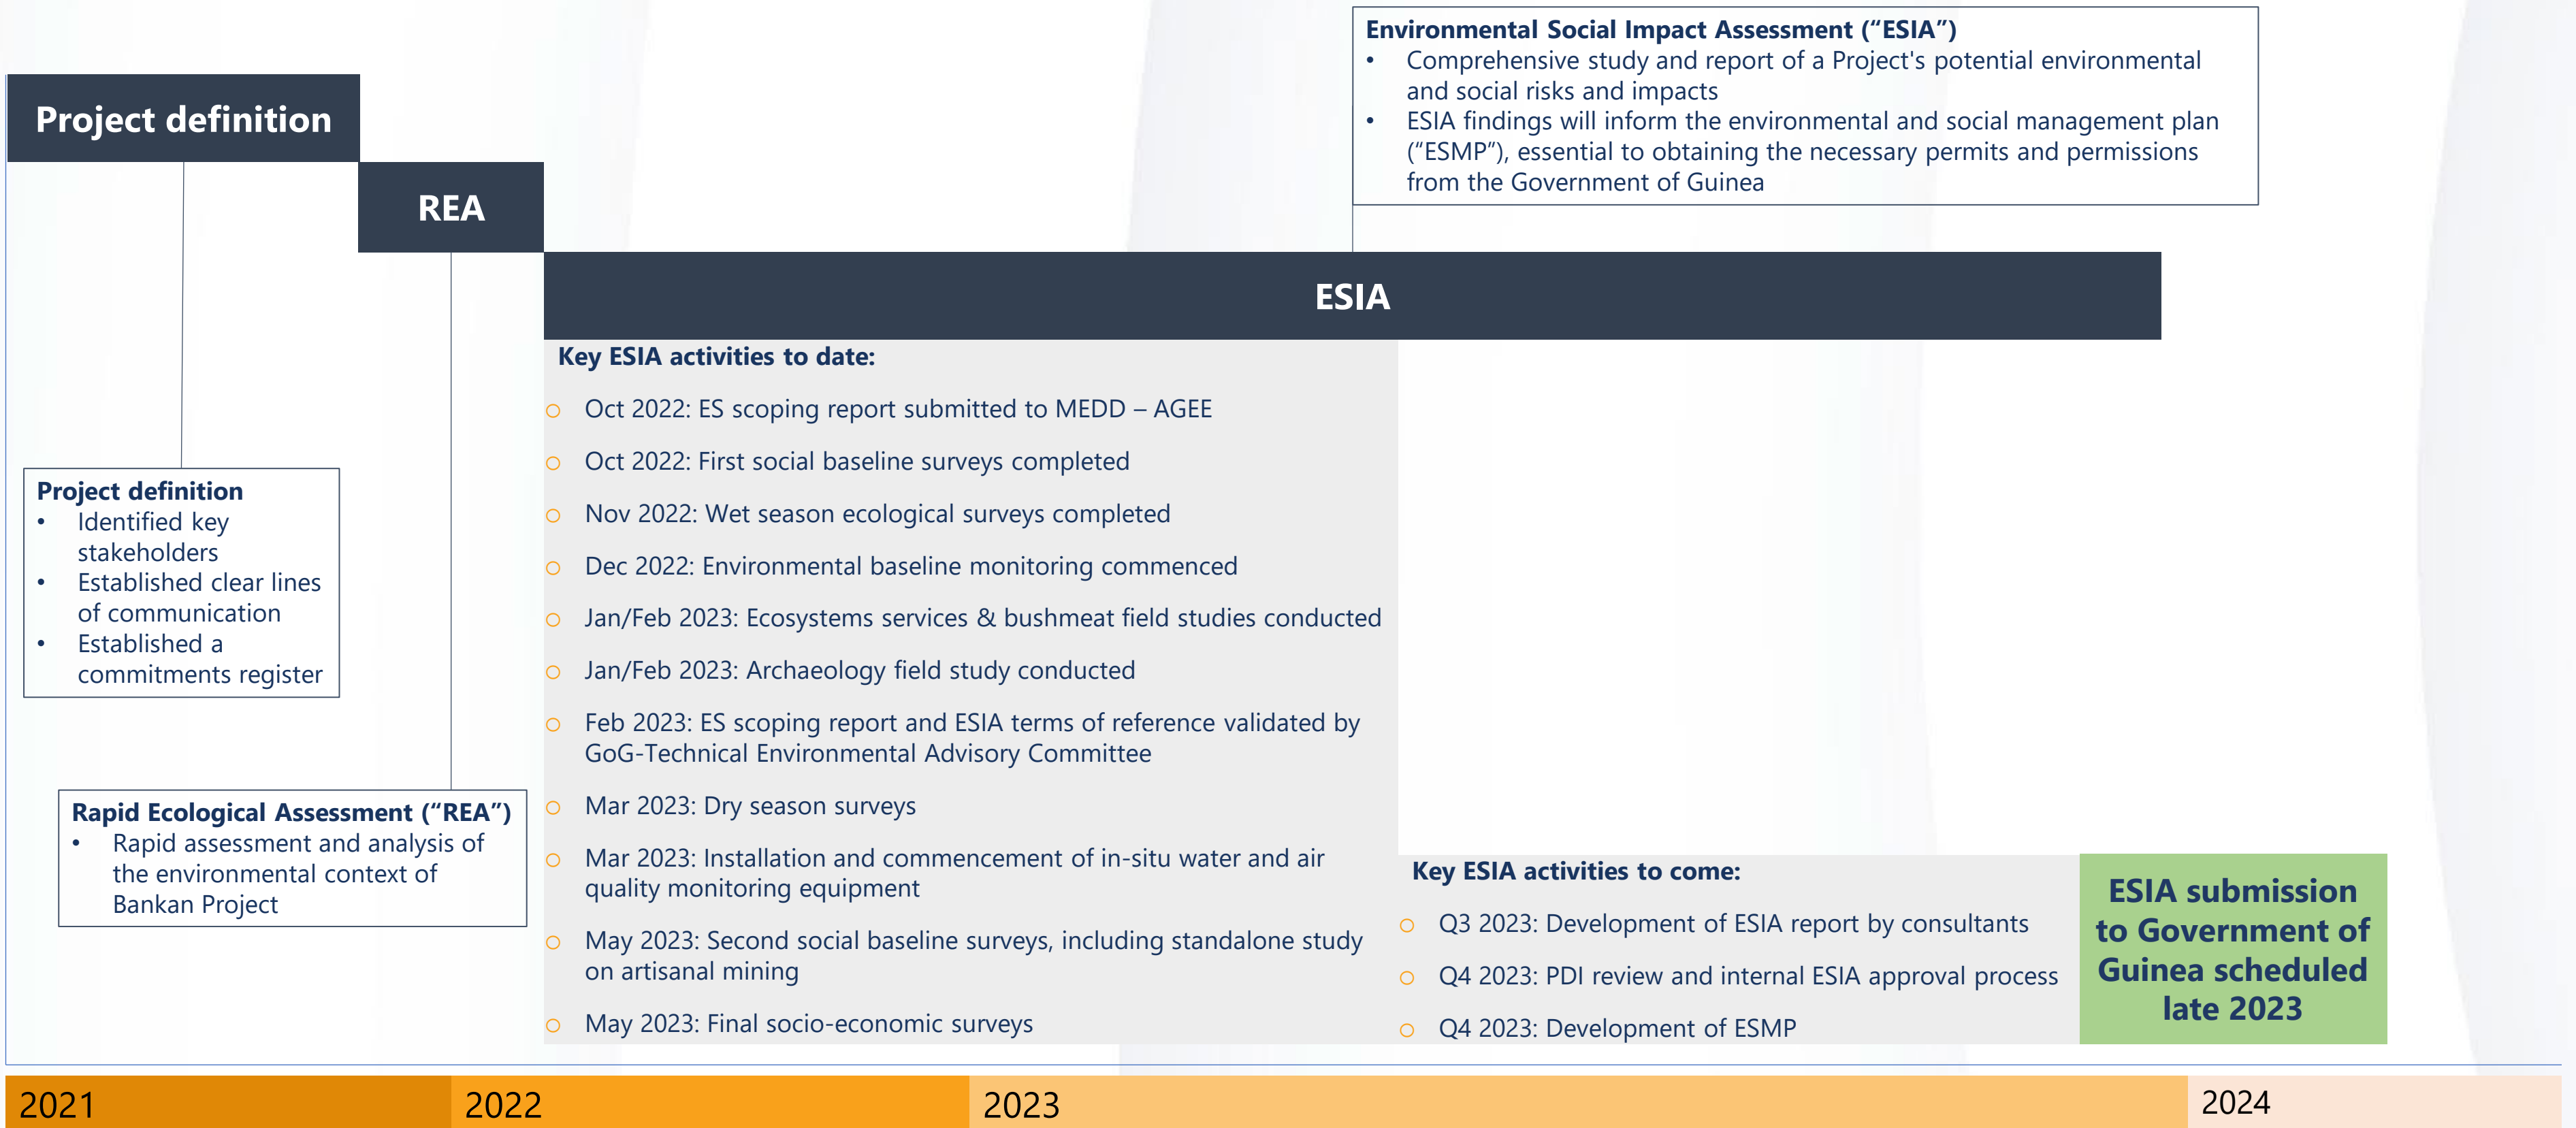 Environmental Social Impact Assessment (“ESIA”)
• Comprehensive study and report of a Project's potential environmental
and social risks and impacts
• ESIA findings will inform the environmental and social management plan
(“ESMP”), essential to obtaining the necessary permits and permissions
from the Government of Guinea
Project definition
REA
ESIA
Project definition
• Identified key
stakeholders
• Established clear lines
of communication
• Established a
commitments register
Rapid Ecological Assessment (“REA”)
• Rapid assessment and analysis of
the environmental context of
Bankan Project
Key ESIA activities to date:
o Oct 2022: ES scoping report submitted to MEDD – AGEE
o Oct 2022: First social baseline surveys completed
o Nov 2022: Wet season ecological surveys completed
o Dec 2022: Environmental baseline monitoring commenced
o Jan/Feb 2023: Ecosystems services & bushmeat field studies conducted
o Jan/Feb 2023: Archaeology field study conducted
o Feb 2023: ES scoping report and ESIA terms of reference validated by
GoG-Technical Environmental Advisory Committee
o Mar 2023: Dry season surveys
o Mar 2023: Installation and commencement of in-situ water and air
quality monitoring equipment
o May 2023: Second social baseline surveys, including standalone study
on artisanal mining
o May 2023: Final socio-economic surveys
Key ESIA activities to come:
o Q3 2023: Development of ESIA report by consultants
o Q4 2023: PDI review and internal ESIA approval process
o Q4 2023: Development of ESMP
ESIA submission
to Government of
Guinea scheduled
late 2023
2021
2022
2023
2024